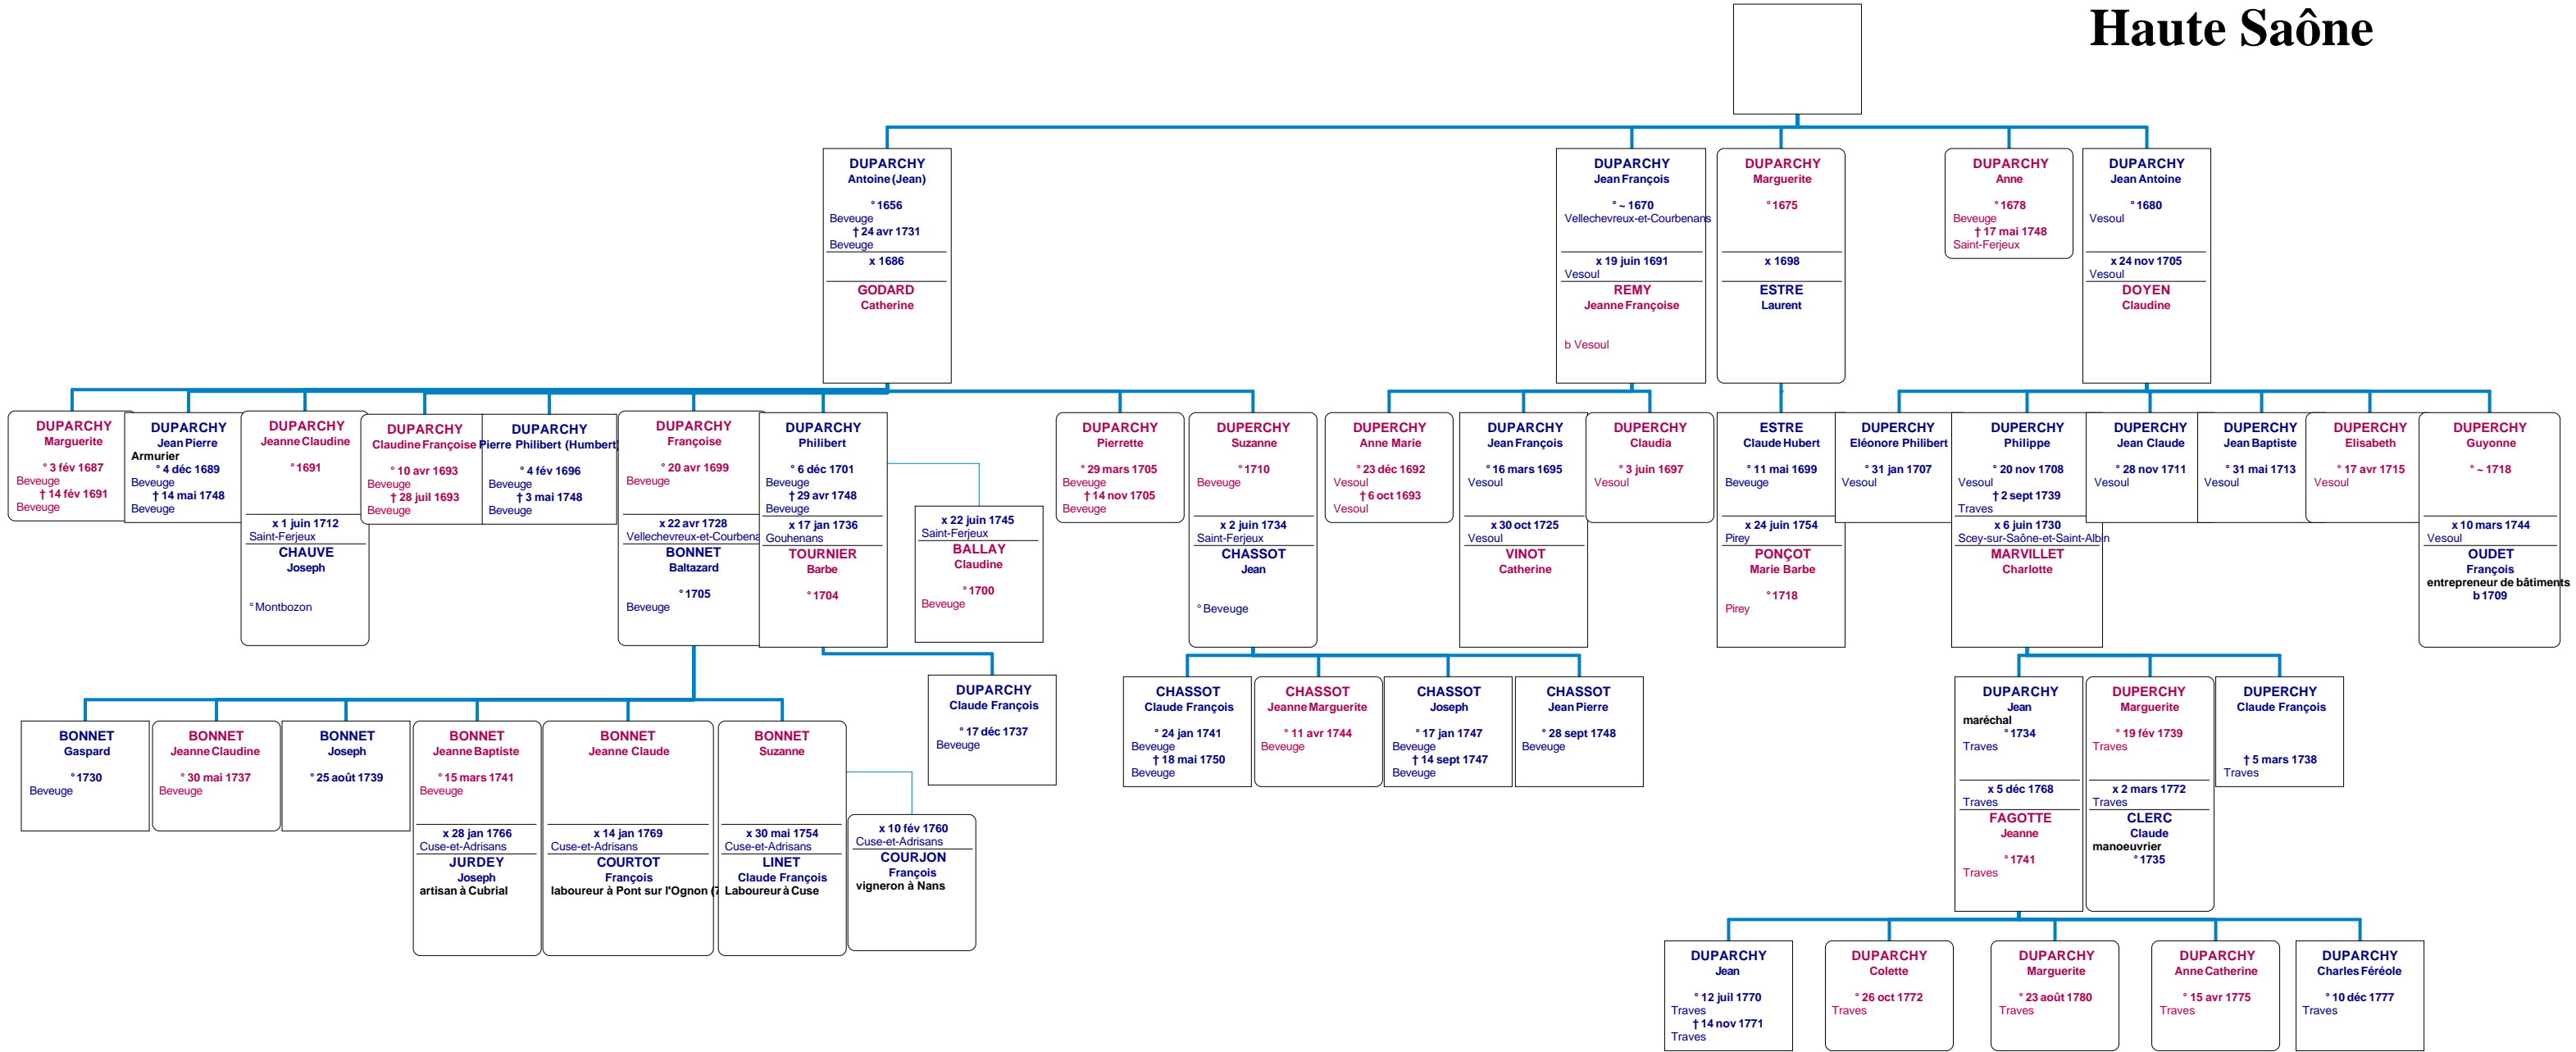 Haute Saône
DUPARCHY
Antoine (Jean)
° 1656
Beveuge
† 24 avr 1731
Beveuge
x 1686
GODARD
Catherine
DUPARCHY
Jean François
° ~ 1670
Vellechevreux-et-Courbenans
x 19 juin 1691
Vesoul
REMY
Jeanne Françoise
b Vesoul
DUPARCHY
Marguerite
° 1675
x 1698
ESTRE
Laurent
DUPARCHY
Anne
° 1678
Beveuge
† 17 mai 1748
Saint-Ferjeux
DUPARCHY
Jean Antoine
° 1680
Vesoul
x 24 nov 1705
Vesoul
DOYEN
Claudine
DUPARCHY
Marguerite
° 3 fév 1687
Beveuge
† 14 fév 1691
Beveuge
DUPARCHY
Jean Pierre
Armurier
° 4 déc 1689
Beveuge
† 14 mai 1748
Beveuge
DUPARCHY
Jeanne Claudine
° 1691
x 1 juin 1712
Saint-Ferjeux
CHAUVE
Joseph
° Montbozon
DUPARCHY
Claudine Françoise
° 10 avr 1693
Beveuge
† 28 juil 1693
Beveuge
DUPARCHY
Pierre Philibert (Humbert)
° 4 fév 1696
Beveuge
† 3 mai 1748
Beveuge
DUPARCHY
Françoise
° 20 avr 1699
Beveuge
x 22 avr 1728
Vellechevreux-et-Courbena
BONNET
Baltazard
° 1705
Beveuge
DUPARCHY
Philibert
° 6 déc 1701
Beveuge
† 29 avr 1748
Beveuge
x 17 jan 1736
Gouhenans
TOURNIER
Barbe
° 1704
x 22 juin 1745
Saint-Ferjeux
BALLAY
Claudine
° 1700
Beveuge
DUPARCHY
Pierrette
° 29 mars 1705
Beveuge
† 14 nov 1705
Beveuge
DUPERCHY
Suzanne
° 1710
Beveuge
x 2 juin 1734
Saint-Ferjeux
CHASSOT
Jean
° Beveuge
DUPERCHY
Anne Marie
° 23 déc 1692
Vesoul
† 6 oct 1693
Vesoul
DUPARCHY
Jean François
° 16 mars 1695
Vesoul
x 30 oct 1725
Vesoul
VINOT
Catherine
DUPERCHY
Claudia
° 3 juin 1697
Vesoul
ESTRE
Claude Hubert
° 11 mai 1699
Beveuge
x 24 juin 1754
Pirey
PONÇOT
Marie Barbe
° 1718
Pirey
DUPERCHY
Eléonore Philibert
° 31 jan 1707
Vesoul
DUPERCHY
Philippe
° 20 nov 1708
Vesoul
† 2 sept 1739
Traves
x 6 juin 1730
Scey-sur-Saône-et-Saint-Albin
MARVILLET
Charlotte
DUPERCHY
Jean Claude
° 28 nov 1711
Vesoul
DUPERCHY
Jean Baptiste
° 31 mai 1713
Vesoul
DUPERCHY
Elisabeth
° 17 avr 1715
Vesoul
DUPERCHY
Guyonne
° ~ 1718
x 10 mars 1744
Vesoul
OUDET
François
entrepreneur de bâtiments
b 1709
BONNET
Gaspard
° 1730
Beveuge
BONNET
Jeanne Claudine
° 30 mai 1737
Beveuge
BONNET
Joseph
° 25 août 1739
BONNET
Jeanne Baptiste
° 15 mars 1741
Beveuge
x 28 jan 1766
Cuse-et-Adrisans
JURDEY
Joseph
artisan à Cubrial
BONNET
Jeanne Claude
x 14 jan 1769
Cuse-et-Adrisans
COURTOT
François
laboureur à Pont sur l'Ognon (7
BONNET
Suzanne
x 30 mai 1754
Cuse-et-Adrisans
LINET
Claude François
Laboureur à Cuse
x 10 fév 1760
Cuse-et-Adrisans
COURJON
François
vigneron à Nans
DUPARCHY
Claude François
° 17 déc 1737
Beveuge
CHASSOT
Claude François
° 24 jan 1741
Beveuge
† 18 mai 1750
Beveuge
CHASSOT
Jeanne Marguerite
° 11 avr 1744
Beveuge
CHASSOT
Joseph
° 17 jan 1747
Beveuge
† 14 sept 1747
Beveuge
CHASSOT
Jean Pierre
° 28 sept 1748
Beveuge
DUPARCHY
Jean
maréchal
° 1734
Traves
x 5 déc 1768
Traves
FAGOTTE
Jeanne
° 1741
Traves
DUPERCHY
Marguerite
° 19 fév 1739
Traves
x 2 mars 1772
Traves
CLERC
Claude
manoeuvrier
° 1735
DUPERCHY
Claude François
† 5 mars 1738
Traves
DUPARCHY
Jean
° 12 juil 1770
Traves
† 14 nov 1771
Traves
DUPARCHY
Colette
° 26 oct 1772
Traves
DUPARCHY
Marguerite
° 23 août 1780
Traves
DUPARCHY
Anne Catherine
° 15 avr 1775
Traves
DUPARCHY
Charles Féréole
° 10 déc 1777
Traves